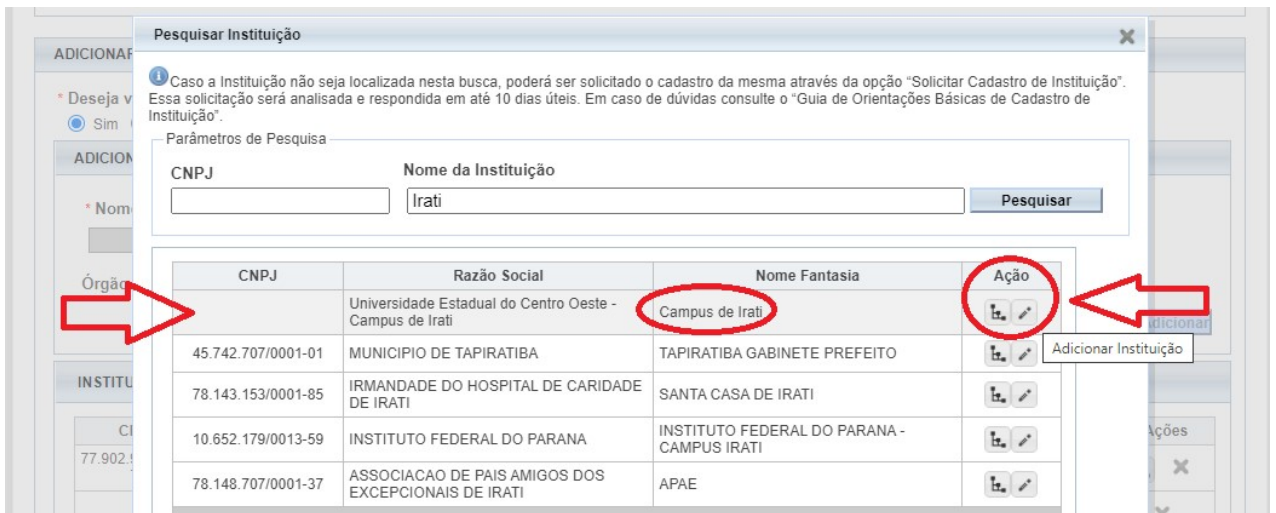 Pesquisar Instituição
Caso a Instituição não seja localizada nesta busca, poderá ser solicitado o cadastro da mesma através da opção “Solicitar Cadastro de Instituição”.
Essa solicitação será analisada e respondida em até 10 dias úteis. Em caso de dúvidas consulte o “Guia de Orientações Básicas de Cadastro de
Instituição”.
Parâmetros de Pesquisa
CNPJ Nome da Instituição
Irati Pesquisar
CNPJ Razão Social Nome Fantasia Ação
Universidade Estadual do Centro Oeste -
Campus de Irati
Campus de Irati
Adicionar Instituição
45.742.707/0001-01 MUNICIPIO DE TAPIRATIBA TAPIRATIBA GABINETE PREFEITO
78.143.153/0001-85
IRMANDADE DO HOSPITAL DE CARIDADE
DE IRATI
SANTA CASA DE IRATI
10.652.179/0013-59 INSTITUTO FEDERAL DO PARANA
INSTITUTO FEDERAL DO PARANA -
CAMPUS IRATI
78.148.707/0001-37
ASSOCIACAO DE PAIS AMIGOS DOS
EXCEPCIONAIS DE IRATI
APAE
* Deseja
Sim
Órgão
Adicionar
77.902.
Ações